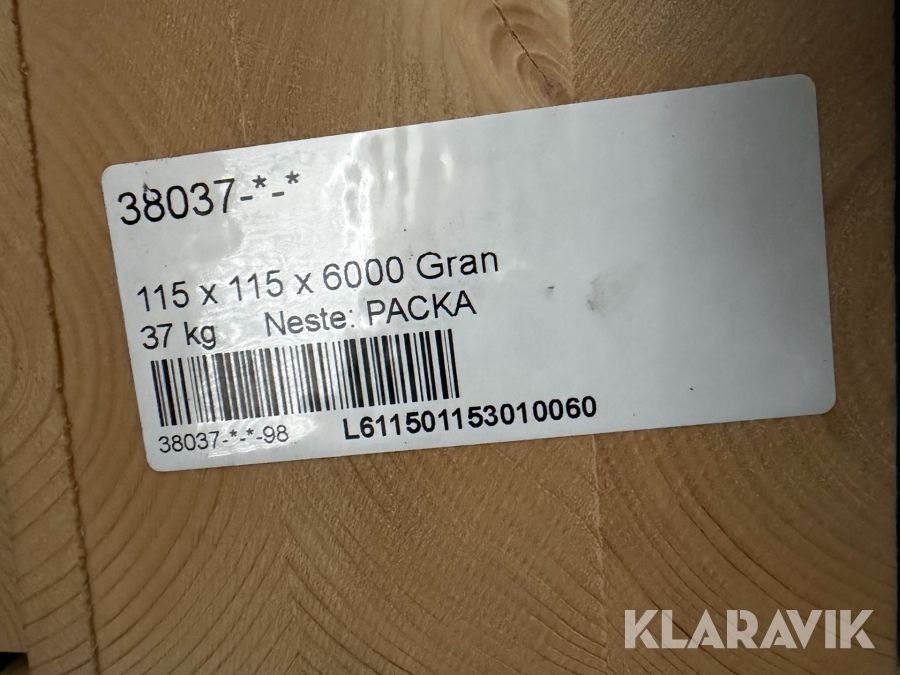 38037-*-*
115 x 115 x 6000 Gran
37 kg Neste: PACKA
38037-*-*-98 L611501153010060
KLARAVIK